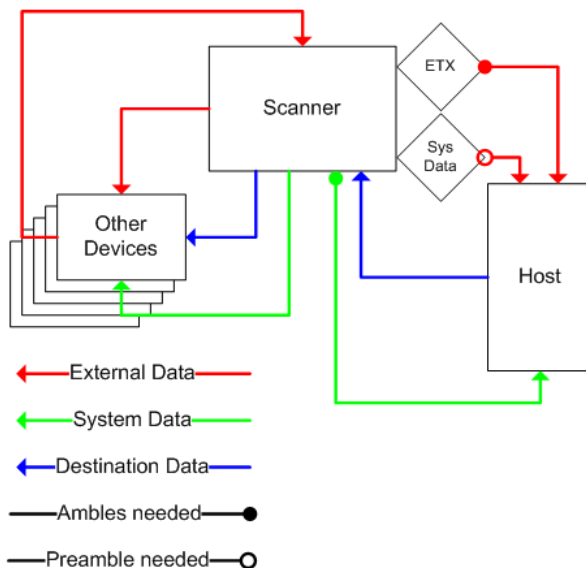 Scanner
ETX
Sys
Data
Other
Devices
Host
External Data
System Data
Destination Data
Ambles needed
Preamble needed